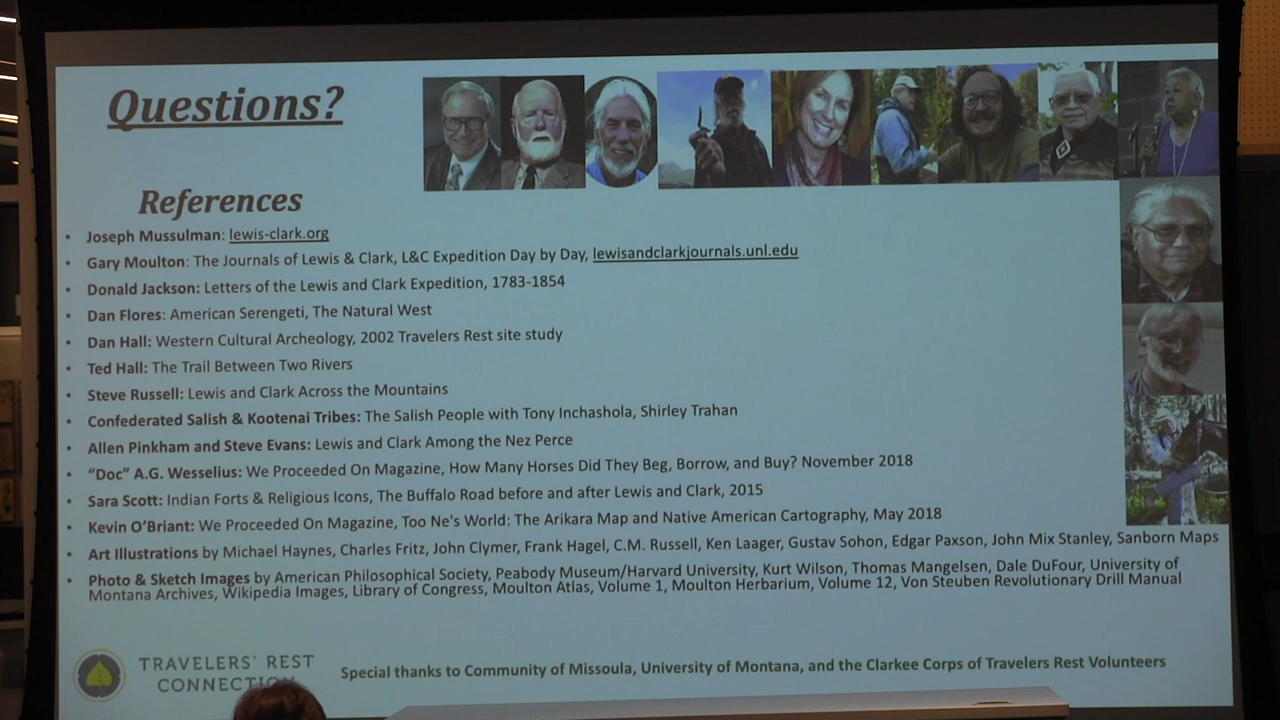 Questions?
References
• Joseph Mussulman: lewis-clark.org
• Gary Moulton: The Journals of Lewis & Clark, L&C Expedition Day by Day, lewisandclarkjournals.unl.edu
• Donald Jackson: Letters of the Lewis and Clark Expedition, 1783-1854
• Dan Flores: American Serengeti, The Natural West
• Dan Hall: Western Cultural Archeology, 2002 Travelers Rest site study
• Ted Hall: The Trail Between Two Rivers
• Steve Russell: Lewis and Clark Across the Mountains
• Confederated Salish & Kootenai Tribes: The Salish People with Tony Inchashola, Shirley Trahan
• Allen Pinkham and Steve Evans: Lewis and Clark Among the Nez Perce
• “Doc” A.G. Wesselius: We Proceeded On Magazine, How Many Horses Did They Beg, Borrow, and Buy? November 2018
• Sara Scott: Indian Forts & Religious Icons, The Buffalo Road before and after Lewis and Clark, 2015
• Kevin O’Briant: We Proceeded On Magazine, Too Ne's World: The Arikara Map and Native American Cartography, May 2018
• Art Illustrations by Michael Haynes, Charles Fritz, John Clymer, Frank Hagel, C.M. Russell, Ken Laager, Gustav Sohon, Edgar Paxson, John Mix Stanley, Sanborn Maps
• Photo & Sketch Images by American Philosophical Society, Peabody Museum/Harvard University, Kurt Wilson, Thomas Mangelsen, Dale DuFour, University of
Montana Archives, Wikipedia Images, Library of Congress, Moulton Atlas, Volume 1, Moulton Herbarium, Volume 12, Von Steuben Revolutionary Drill Manual
TRAVELERS' REST
CONNECTION
Special thanks to Community of Missoula, University of Montana, and the Clarkee Corps of Travelers Rest Volunteers